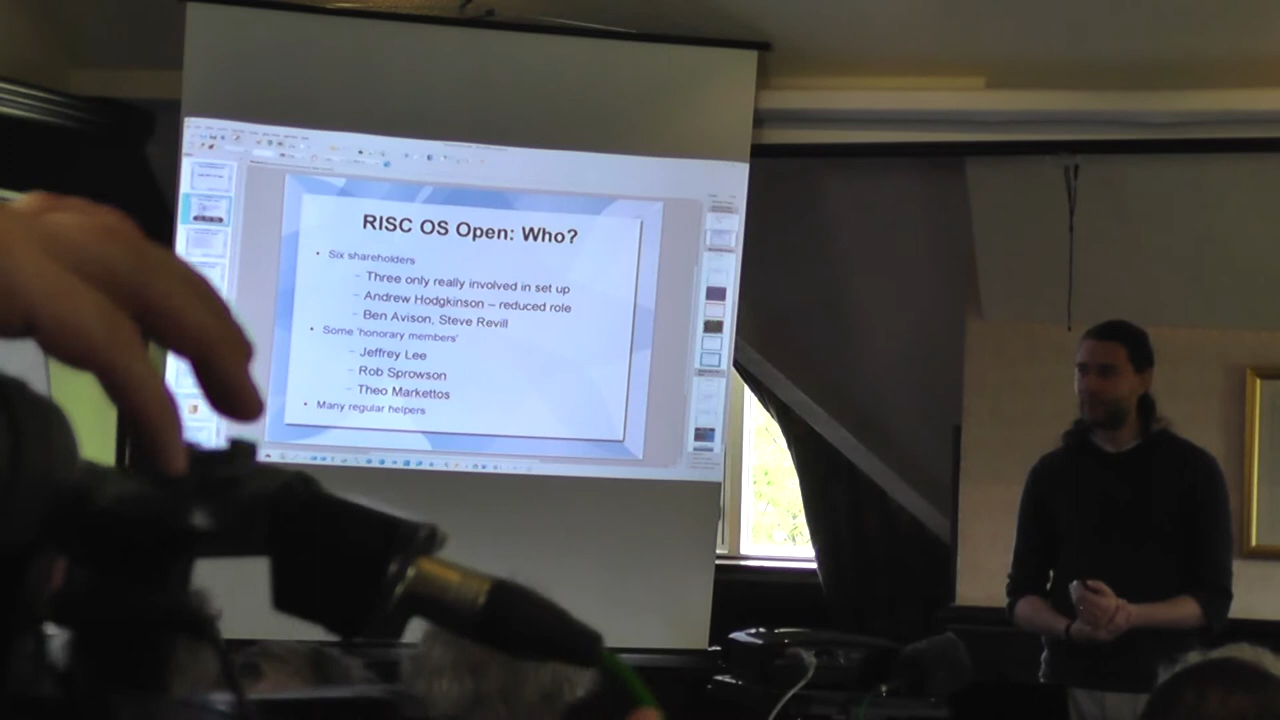 RISC OS Open: Who?
• Six shareholders
– Three only really involved in set up
– Andrew Hodgkinson – reduced role
– Ben Avison, Steve Revill
• Some 'honorary members'
– Jeffrey Lee
– Rob Sprowson
– Theo Markettos
• Many regular helpers